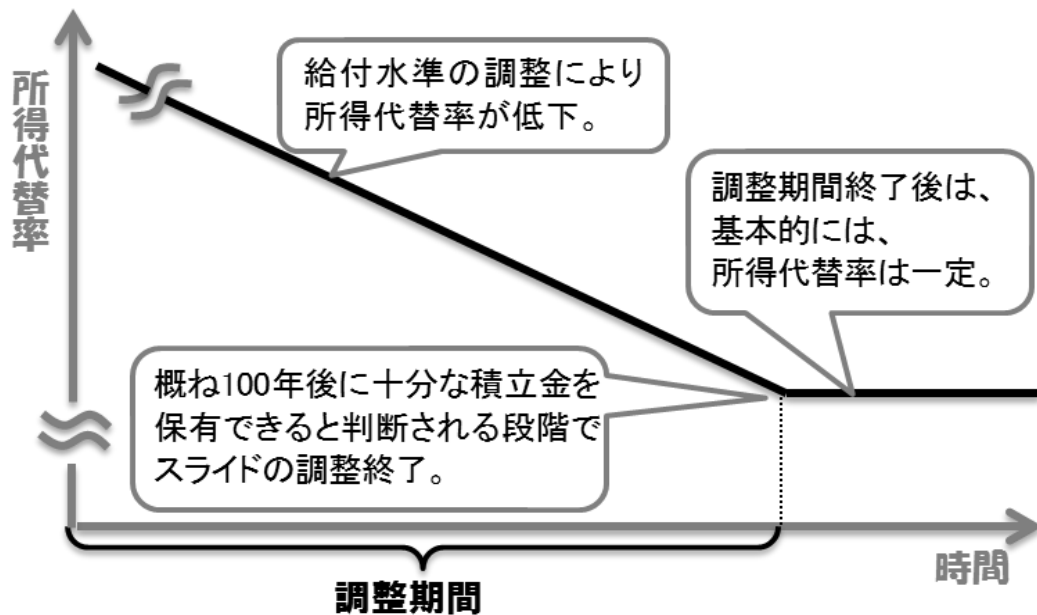 所得代替率
給付水準の調整により
所得代替率が低下。
調整期間終了後は、
基本的には、
所得代替率は一定。
概ね100年後に十分な積立金を
保有できると判断される段階で
スライドの調整終了。
時間
調整期間